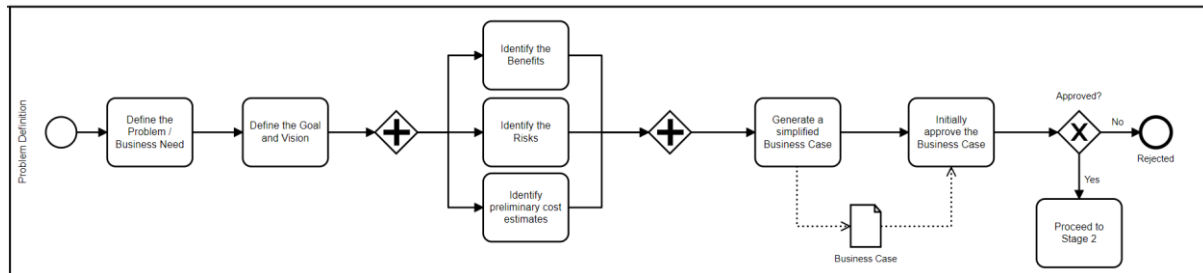 Problem Definition
Define the
Problem /
Business Need
Define the Goal
and Vision
Identify the
Benefits
Identify the
Risks
Identify
preliminary cost
estimates
Generate a
simplified
Business Case
Business Case
Initially
approve the
Business Case
Approved?
No
Rejected
Yes
Proceed to
Stage 2